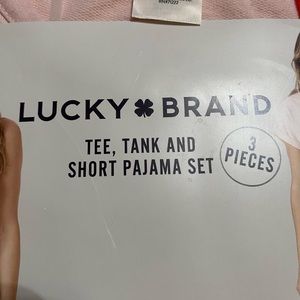 LUCKY BRAND
TEE, TANK AND
SHORT PAJAMA SET
3
PIECES